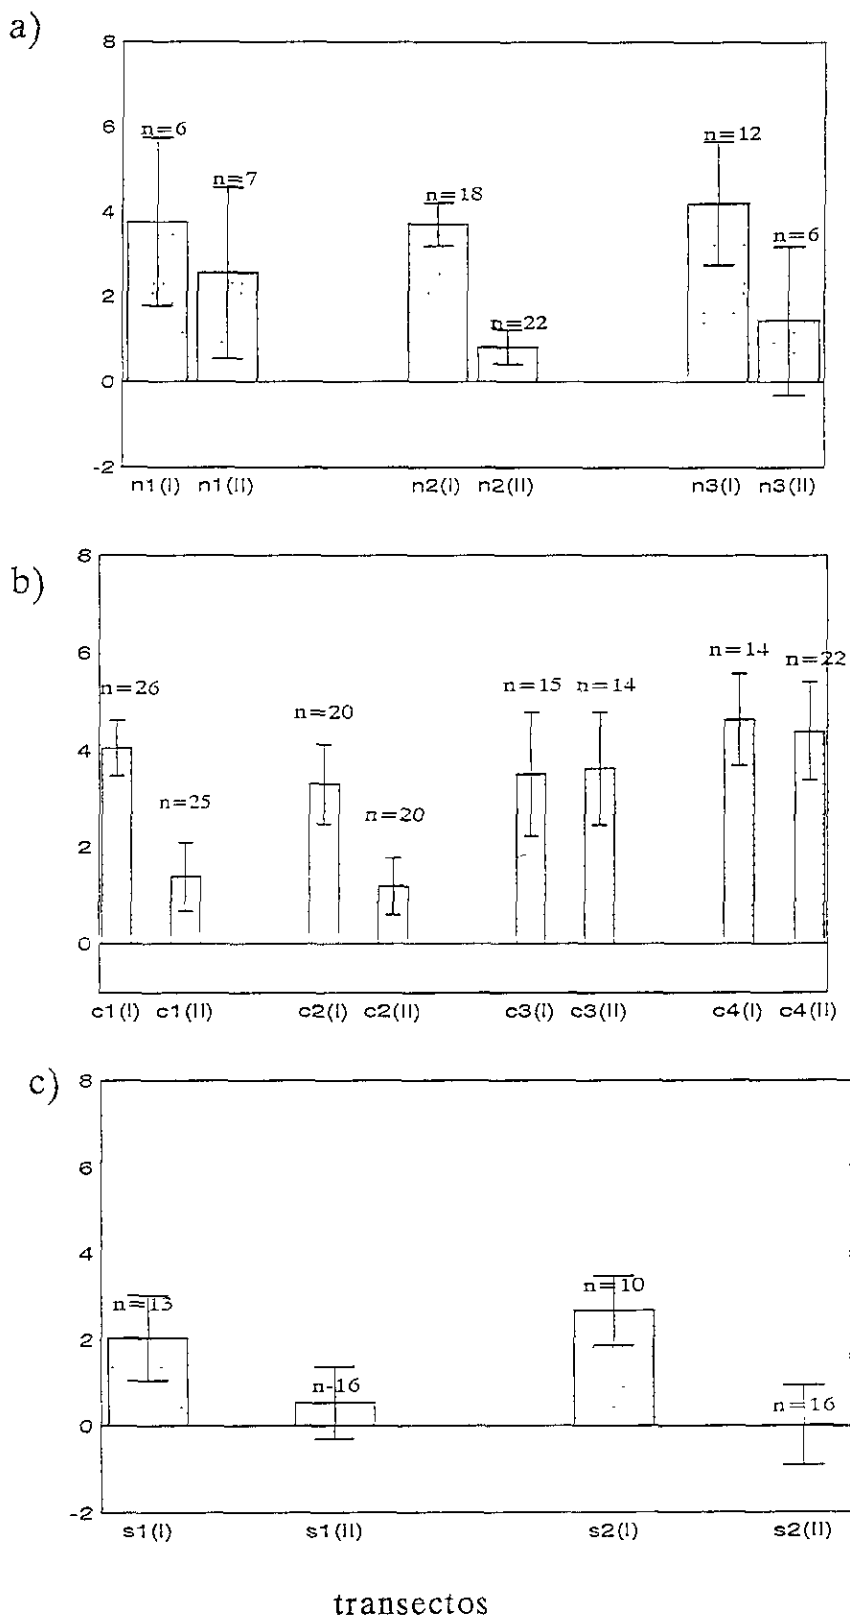 a)
8
6
4
2
0
-2
n=6
n=7
n=18
n=22
n=12
n=6
n1(I) n1(II) n2(I) n2(II) n3(I) n3(II)
b)
8
6
4
2
0
n=26
n=25
n=20
n=20
n=15 n=14
n=14
n=22
c1(I) c1(II) c2(I) c2(II) c3(I) c3(II) c4(I) c4(II)
c)
8
6
4
2
0
-2
n=13
n-16
n=10
n=16
s1(I) s1(II) s2(I) s2(II)
transectos